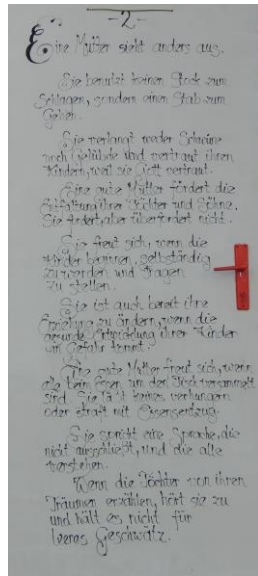 -2-
Eine Mutter sieht anders aus.
Sie benutzt keinen Stock zum
Schlagen, sondern einen Stab zum
Gehen.
Sie verlangt weder Schwüre
noch Gelübde und vertraut ihren
Kindern, weil sie Gott vertraut.
Eine gute Mutter fördert die
Entfaltung ihrer Töchter und Söhne.
Sie fordert, aber überfordert nicht.
Sie freut sich, wenn die
Kinder beginnen, selbständig
zu werden und Fragen
zu stellen.
Sie ist auch bereit ihre
Erziehung zu ändern, wenn die
gesunde Entwicklung ihrer Kinder
in Gefahr kommt.
Die gute Mutter freut sich, wenn
alle beim Essen um den Tisch versammelt
sind. Sie läßt keines verhungern
oder straft mit Essensentzug.
Sie spricht eine Sprache, die
nicht ausschließt, und die alle
verstehen.
Wenn die Töchter von ihren
Träumen erzählen, hört sie zu
und hält es nicht für
leeres Geschwätz.